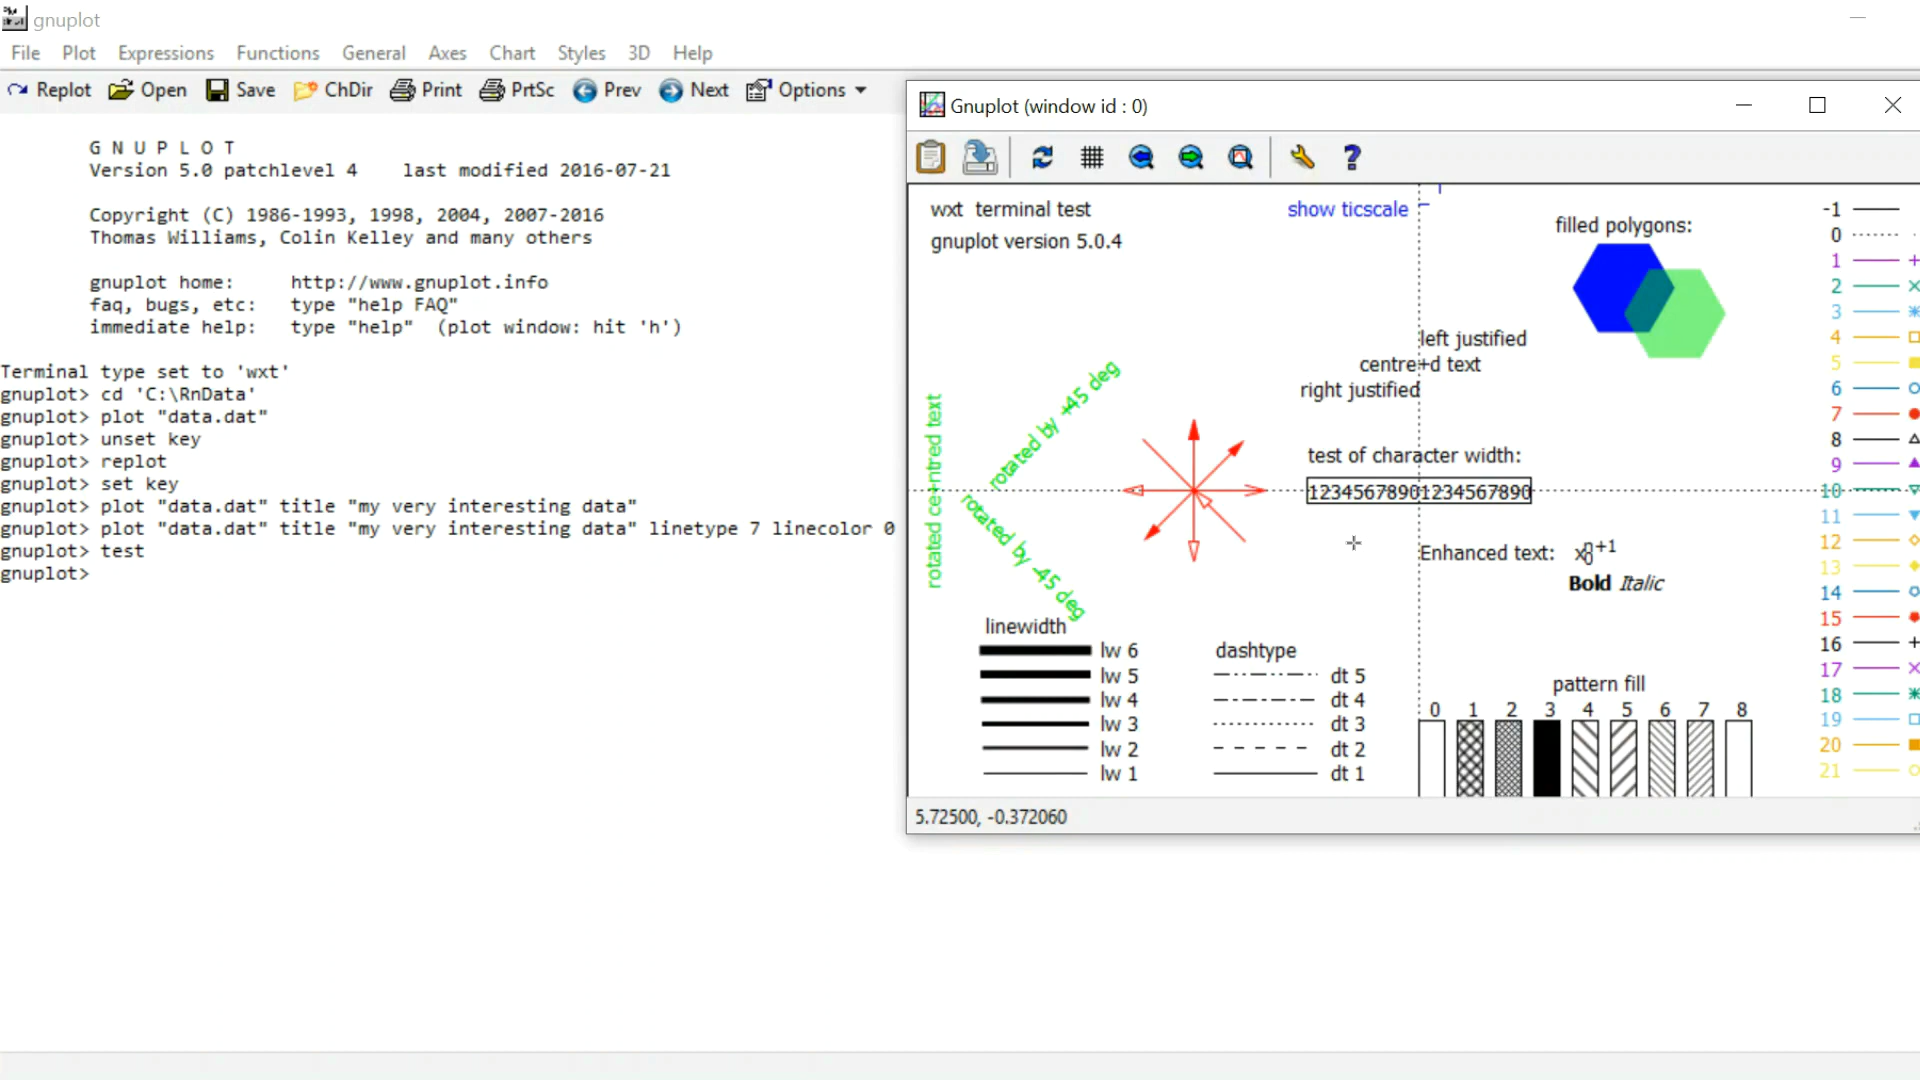 gnuplot
File Plot Expressions Functions General Axes Chart Styles 3D Help
Replot Open Save ChDir Print PrtSc Prev Next Options
G N U P L O T
Version 5.0 patchlevel 4    last modified 2016-07-21
Copyright (C) 1986-1993, 1998, 2004, 2007-2016
Thomas Williams, Colin Kelley and many others
gnuplot home:     http://www.gnuplot.info
faq, bugs, etc:   type "help FAQ"
immediate help:   type "help"  (plot window: hit 'h')
Terminal type set to 'wxt'
gnuplot> cd 'C:\RnData'
gnuplot> plot "data.dat"
gnuplot> unset key
gnuplot> replot
gnuplot> set key
gnuplot> plot "data.dat" title "my very interesting data"
gnuplot> plot "data.dat" title "my very interesting data" linetype 7 linecolor 0
gnuplot> test
gnuplot>
Gnuplot (window id : 0)
wxt terminal test
gnuplot version 5.0.4
show ticscale
filled polygons:
left justified
centre+d text
right justified
rotated ce+ntred text
rotated by +45 deg
rotated by -45 deg
test of character width:
12345678901234567890
Enhanced text:
Bold Italic
linewidth
lw 6
lw 5
lw 4
lw 3
lw 2
lw 1
dashtype
dt 5
dt 4
dt 3
dt 2
dt 1
pattern fill
0 1 2 3 4 5 6 7 8
-1
0
1
2
3
4
5
6
7
8
9
10
11
12
13
14
15
16
17
18
19
20
21
5.72500, -0.372060